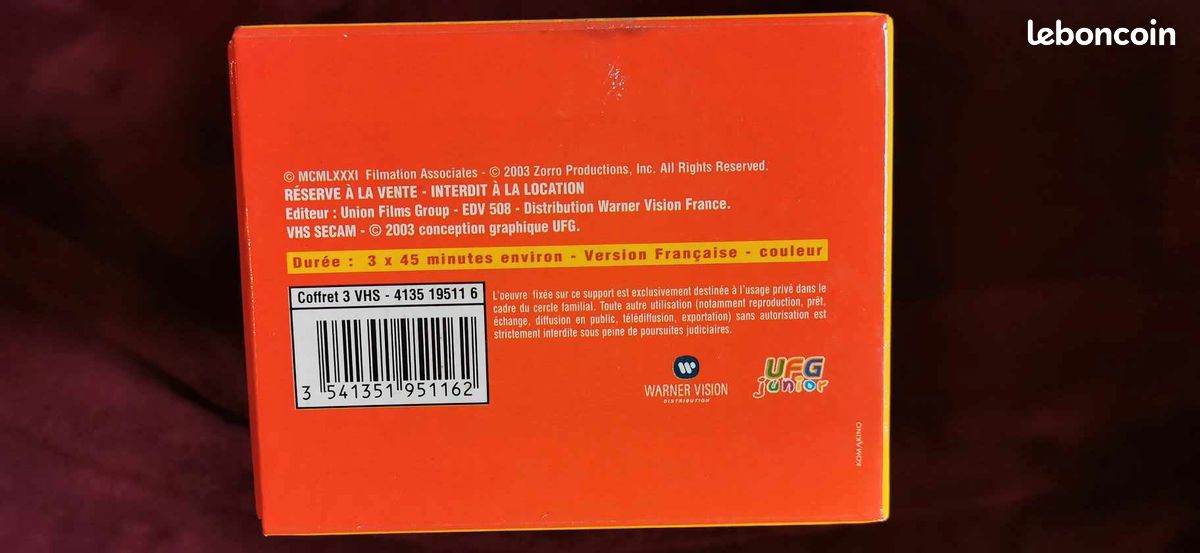 leboncoin
© MCMLXXXI Filmation Associates - © 2003 Zorro Productions, Inc. All Rights Reserved.
RÉSERVE À LA VENTE - INTERDIT À LA LOCATION
Editeur : Union Films Group - EDV 508 - Distribution Warner Vision France.
VHS SECAM - © 2003 conception graphique UFG.
Durée : 3 x 45 minutes environ - Version Française - couleur
Coffret 3 VHS - 4135 19511 6
3 541351 951162
L'oeuvre fixée sur ce support est exclusivement destinée à l'usage privé dans le
cadre du cercle familial. Toute autre utilisation (notamment reproduction, prêt,
échange, diffusion en public, télédiffusion, exportation) sans autorisation est
strictement interdite sous peine de poursuites judiciaires.
WARNER VISION
DISTRIBUTION
UFG
junior
KOMAKINO